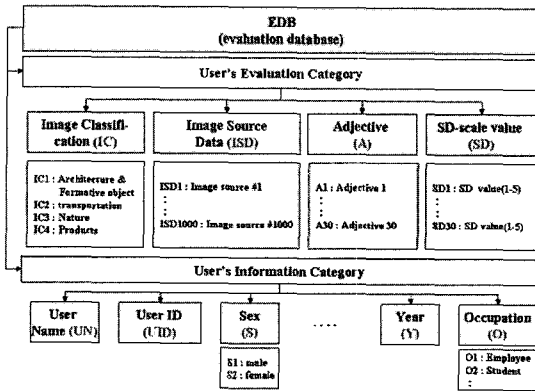 EDB
(evaluation database)
User's Evaluation Category
Image Classifi-
cation (IC)
Image Source
Data (ISD)
Adjective
(A)
SD-scale value
(SD)
IC1 : Architecture &
Formative object
IC2 : transportation
IC3 : Nature
IC4 : Products
ISD1 : Image source #1
:
:
ISD1000 : Image source #1000
A1 : Adjective 1
:
:
A30 : Adjective 30
SD1 : SD value(1-5)
:
:
SD30 : SD value(1-5)
User's Information Category
User
Name (UN)
User ID
(UID)
Sex
(S)
....
Year
(Y)
Occupation
(O)
S1 : male
S2 : female
O1 : Employee
O2 : Student
: